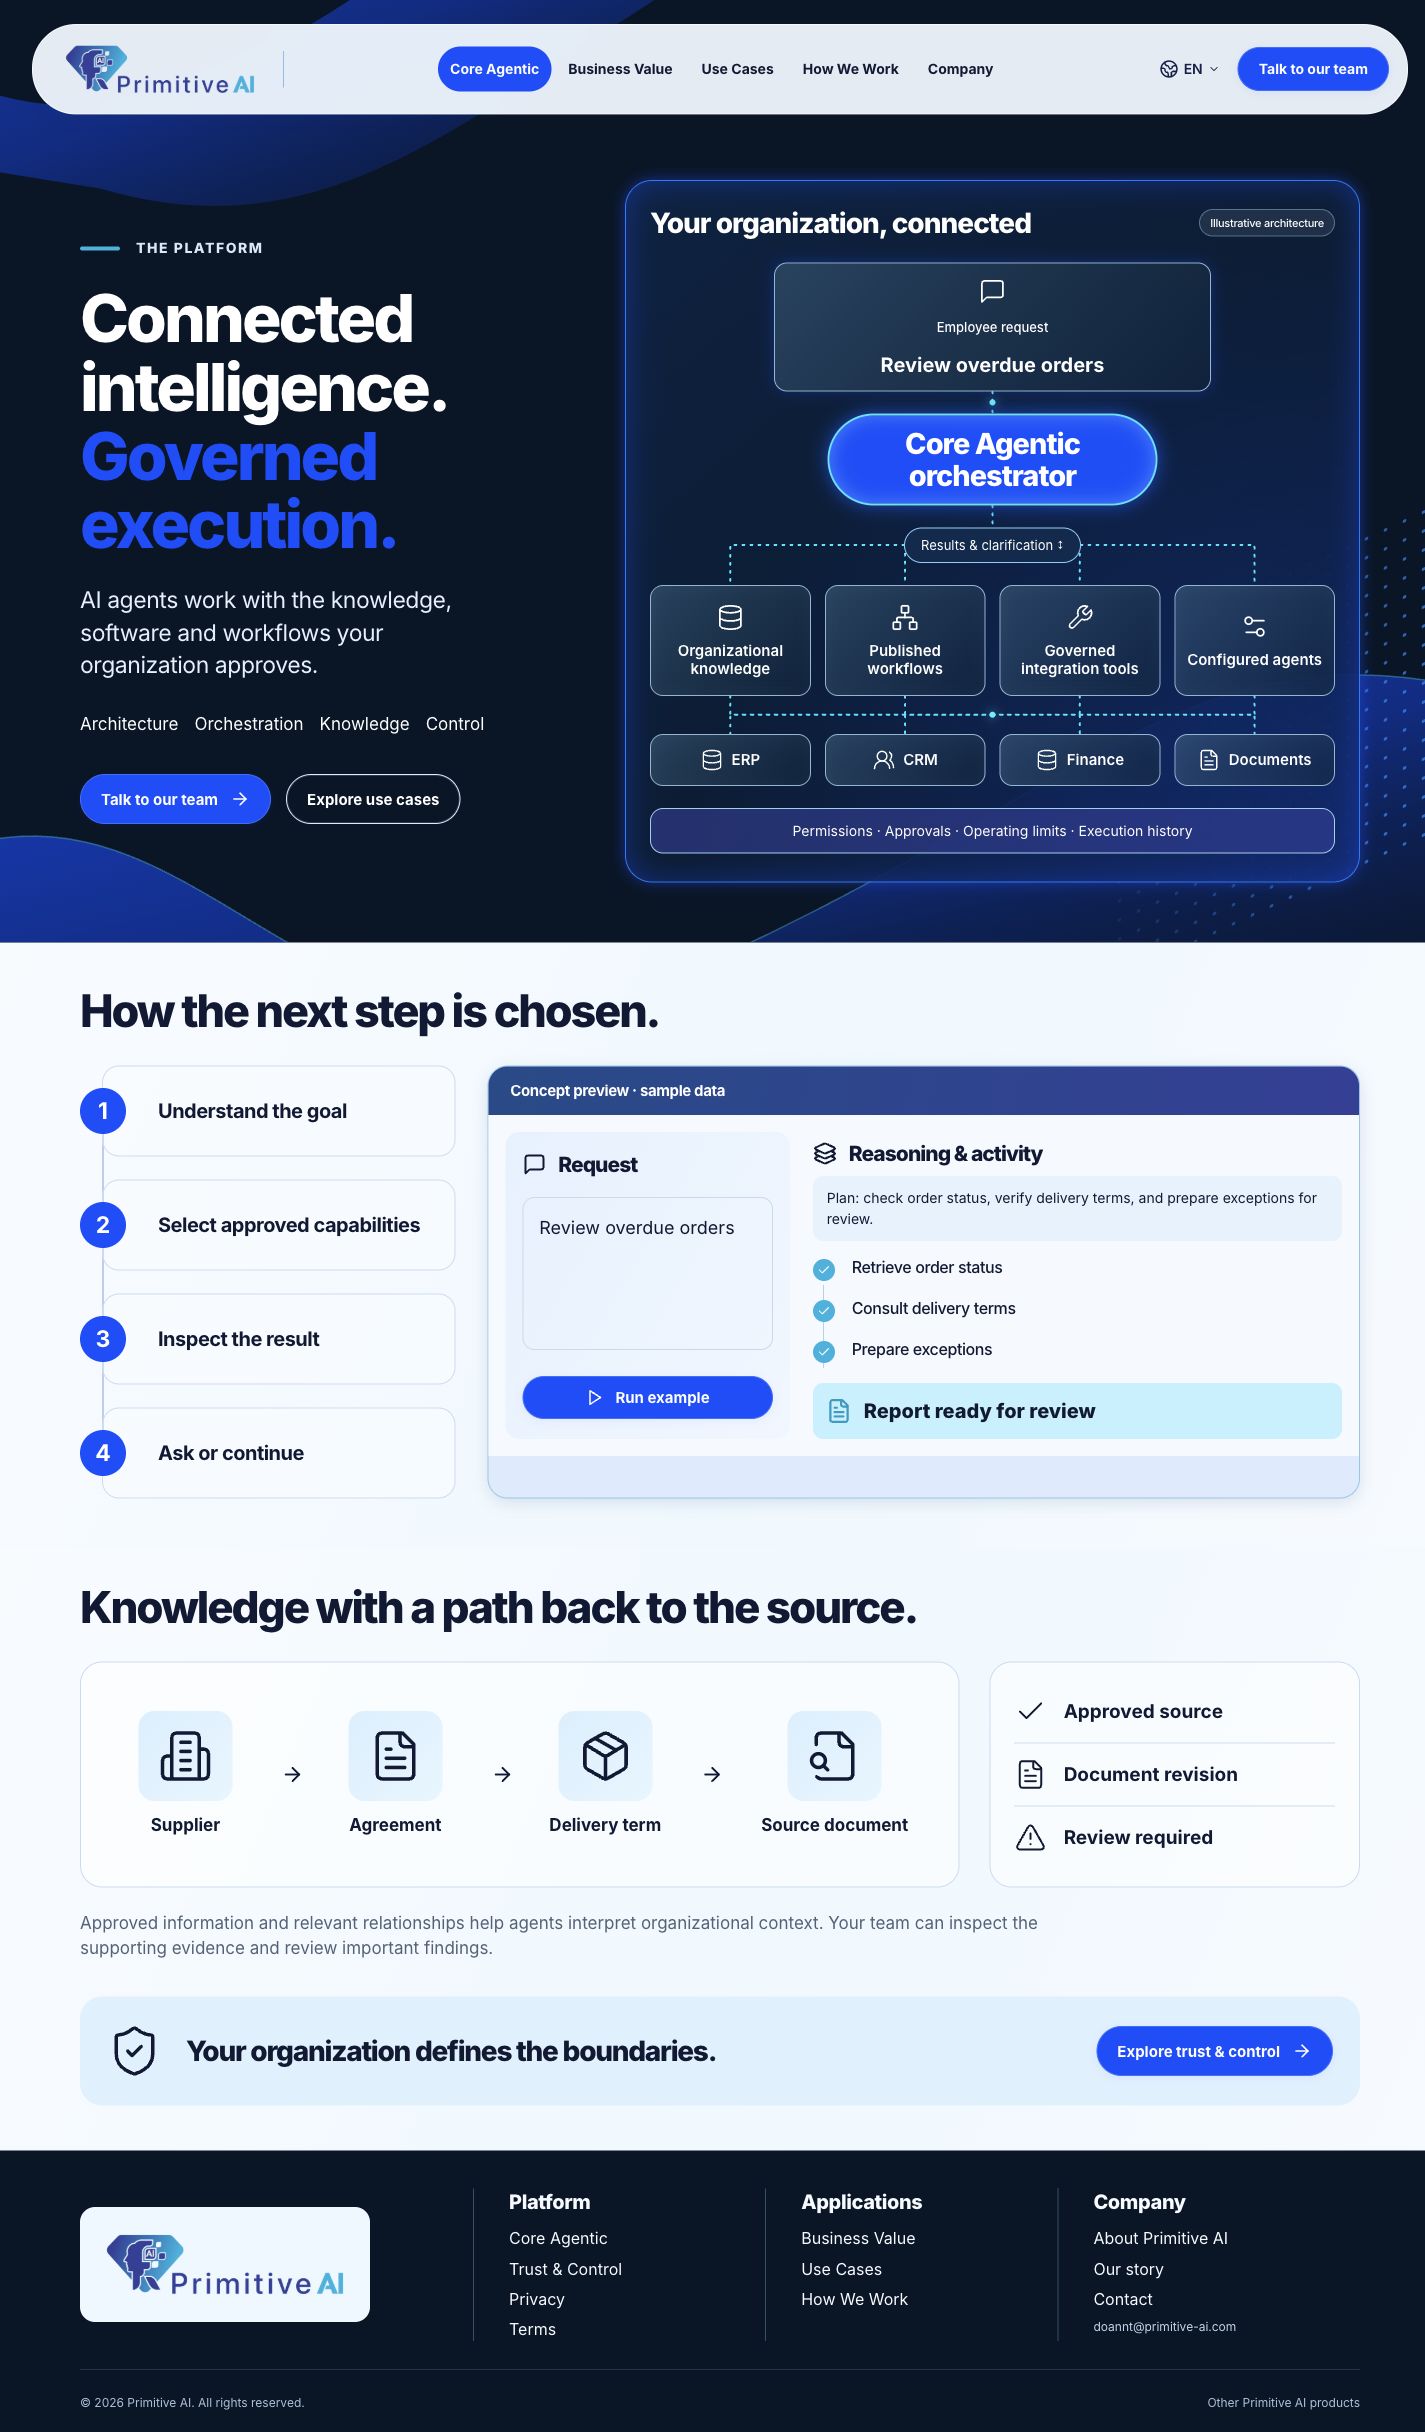 Primitive AI
Core Agentic
Business Value
Use Cases
How We Work
Company
EN
Talk to our team
THE PLATFORM
Connected
intelligence.
Governed
execution.
AI agents work with the knowledge,
software and workflows your
organization approves.
Architecture Orchestration Knowledge Control
Talk to our team
Explore use cases
Your organization, connected
Illustrative architecture
Employee request
Review overdue orders
Core Agentic
orchestrator
Results & clarification ↕
Organizational
knowledge
Published
workflows
Governed
integration tools
Configured agents
ERP
CRM
Finance
Documents
Permissions · Approvals · Operating limits · Execution history
How the next step is chosen.
1 Understand the goal
2 Select approved capabilities
3 Inspect the result
4 Ask or continue
Concept preview · sample data
Request
Review overdue orders
Run example
Reasoning & activity
Plan: check order status, verify delivery terms, and prepare exceptions for
review.
Retrieve order status
Consult delivery terms
Prepare exceptions
Report ready for review
Knowledge with a path back to the source.
Supplier
Agreement
Delivery term
Source document
Approved source
Document revision
Review required
Approved information and relevant relationships help agents interpret organizational context. Your team can inspect the
supporting evidence and review important findings.
Your organization defines the boundaries.
Explore trust & control
AI
Primitive AI
Platform
Core Agentic
Trust & Control
Privacy
Terms
Applications
Business Value
Use Cases
How We Work
Company
About Primitive AI
Our story
Contact
doannt@primitive-ai.com
© 2026 Primitive AI. All rights reserved.
Other Primitive AI products